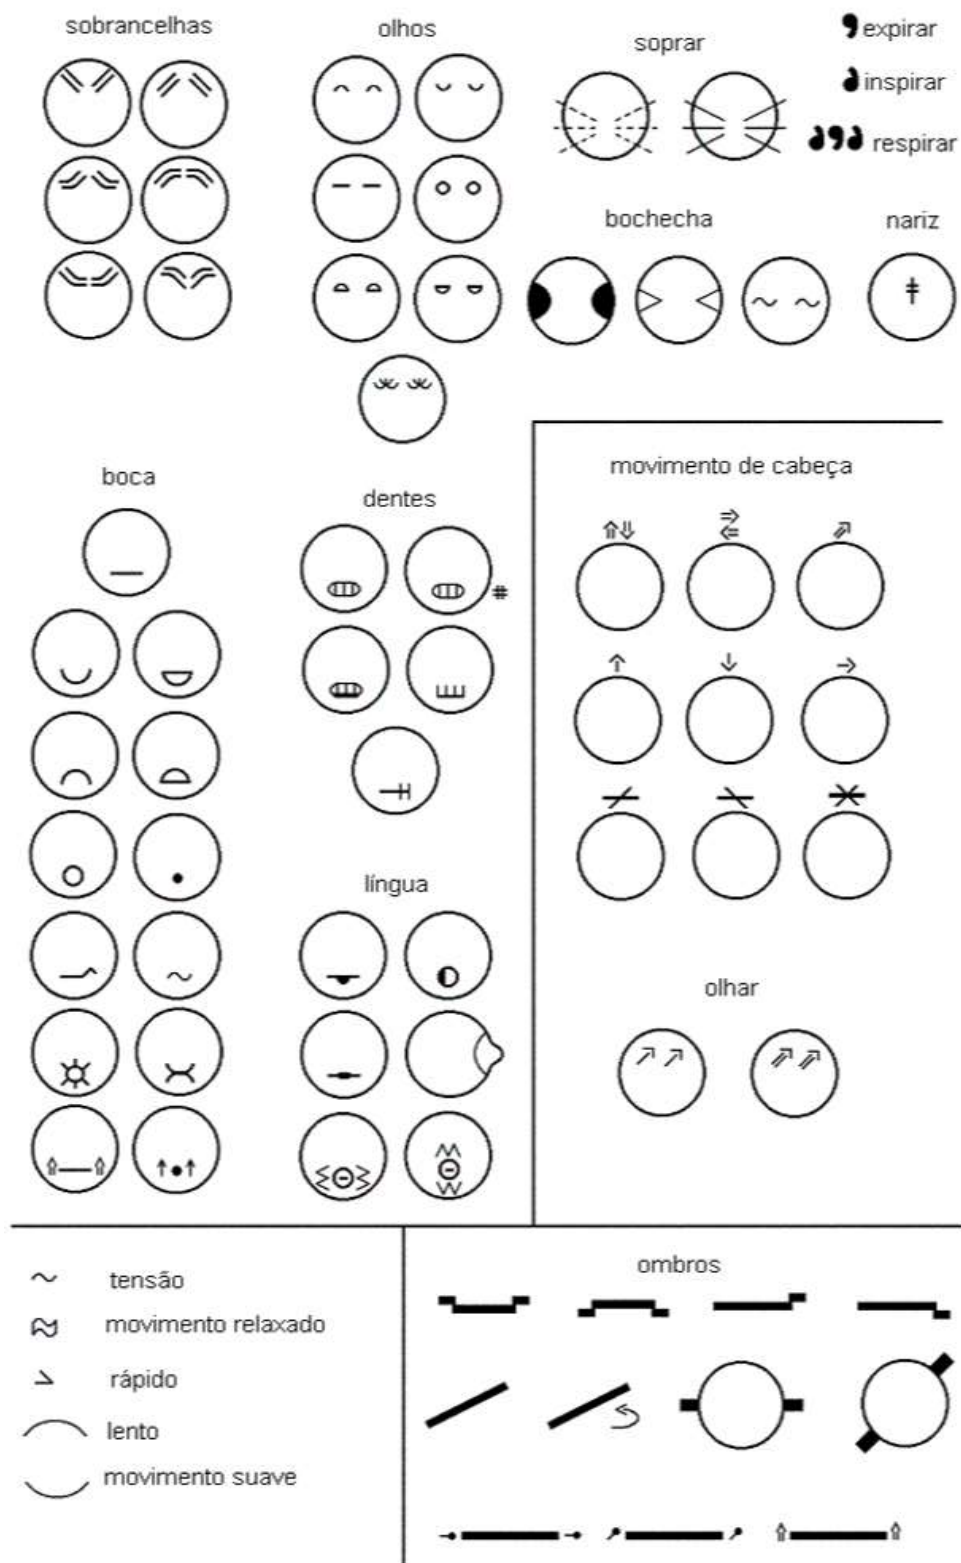 sobrancelhas
olhos
soprar
expirar
inspirar
respirar
bochecha
nariz
boca
dentes
#
movimento de cabeça
língua
olhar
tensão
movimento relaxado
rápido
lento
movimento suave
ombros